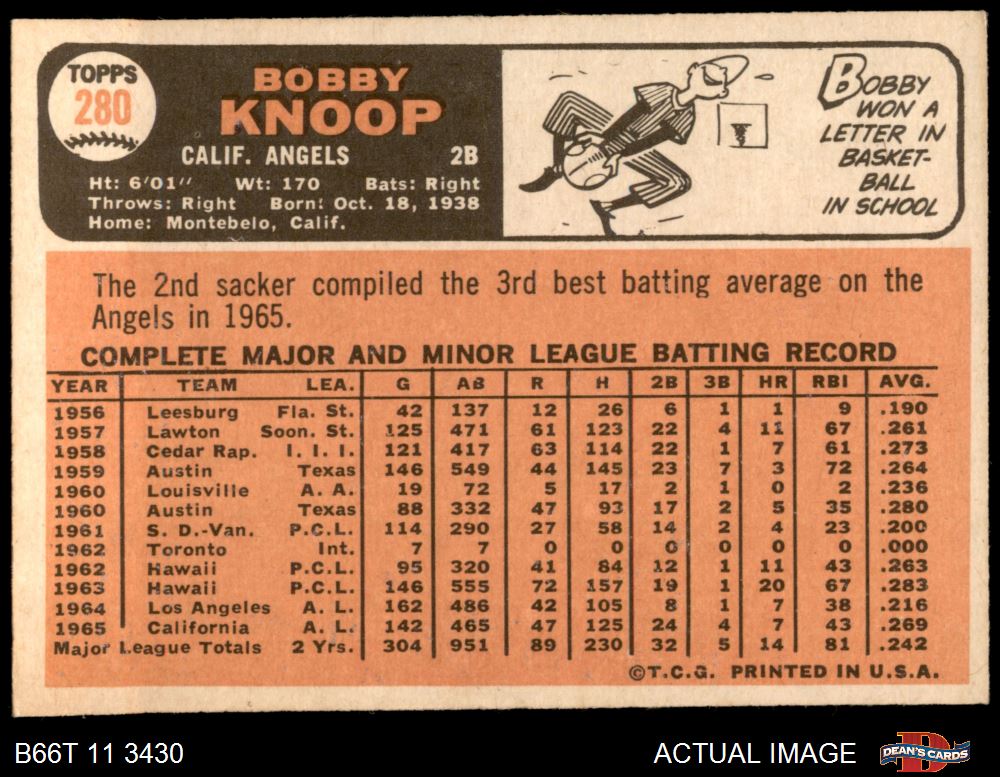 TOPPS
280
BOBBY
KNOOP
CALIF. ANGELS 2B
Ht: 6'01" Wt: 170 Bats: Right
Throws: Right Born: Oct. 18, 1938
Home: Montebelo, Calif.
BOBBY
WON A
LETTER IN
BASKET-
BALL
IN SCHOOL
The 2nd sacker compiled the 3rd best batting average on the
Angels in 1965.
COMPLETE MAJOR AND MINOR LEAGUE BATTING RECORD
YEAR TEAM LEA. G AB R H 2B 3B HR RBI AVG.
1956 Leesburg Fla. St. 42 137 12 26 6 1 1 9 .190
1957 Lawton Soon. St. 125 471 61 123 22 4 11 67 .261
1958 Cedar Rap. I. I. I. 121 417 63 114 22 1 7 61 .273
1959 Austin Texas 146 549 44 145 23 7 3 72 .264
1960 Louisville A. A. 19 72 5 17 2 1 0 2 .236
1960 Austin Texas 88 332 47 93 17 2 5 35 .280
1961 S. D.-Van. P.C.L. 114 290 27 58 14 2 4 23 .200
1962 Toronto Int. 7 7 0 0 0 0 0 0 .000
1962 Hawaii P.C.L. 95 320 41 84 12 1 11 43 .263
1963 Hawaii P.C.L. 146 555 72 157 19 1 20 67 .283
1964 Los Angeles A. L. 162 486 42 105 8 1 7 38 .216
1965 California A. L. 142 465 47 125 24 4 7 43 .269
Major League Totals 2 Yrs. 304 951 89 230 32 5 14 81 .242
©T.C.G. PRINTED IN U.S.A.
B66T 11 3430 ACTUAL IMAGE DEAN'S CARDS